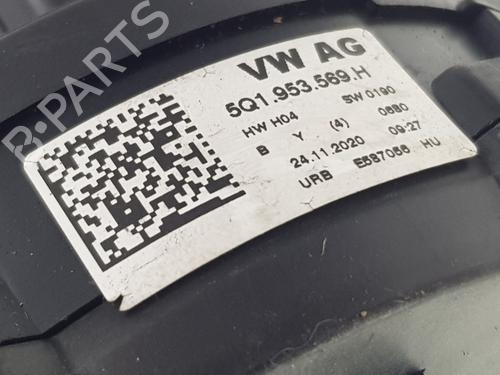 B-PARTS
VW AG
5Q1.953.569.H
HW H04 SW 0190
B Y (4) 0680
24.11.2020 09:27
URB E587056 HU